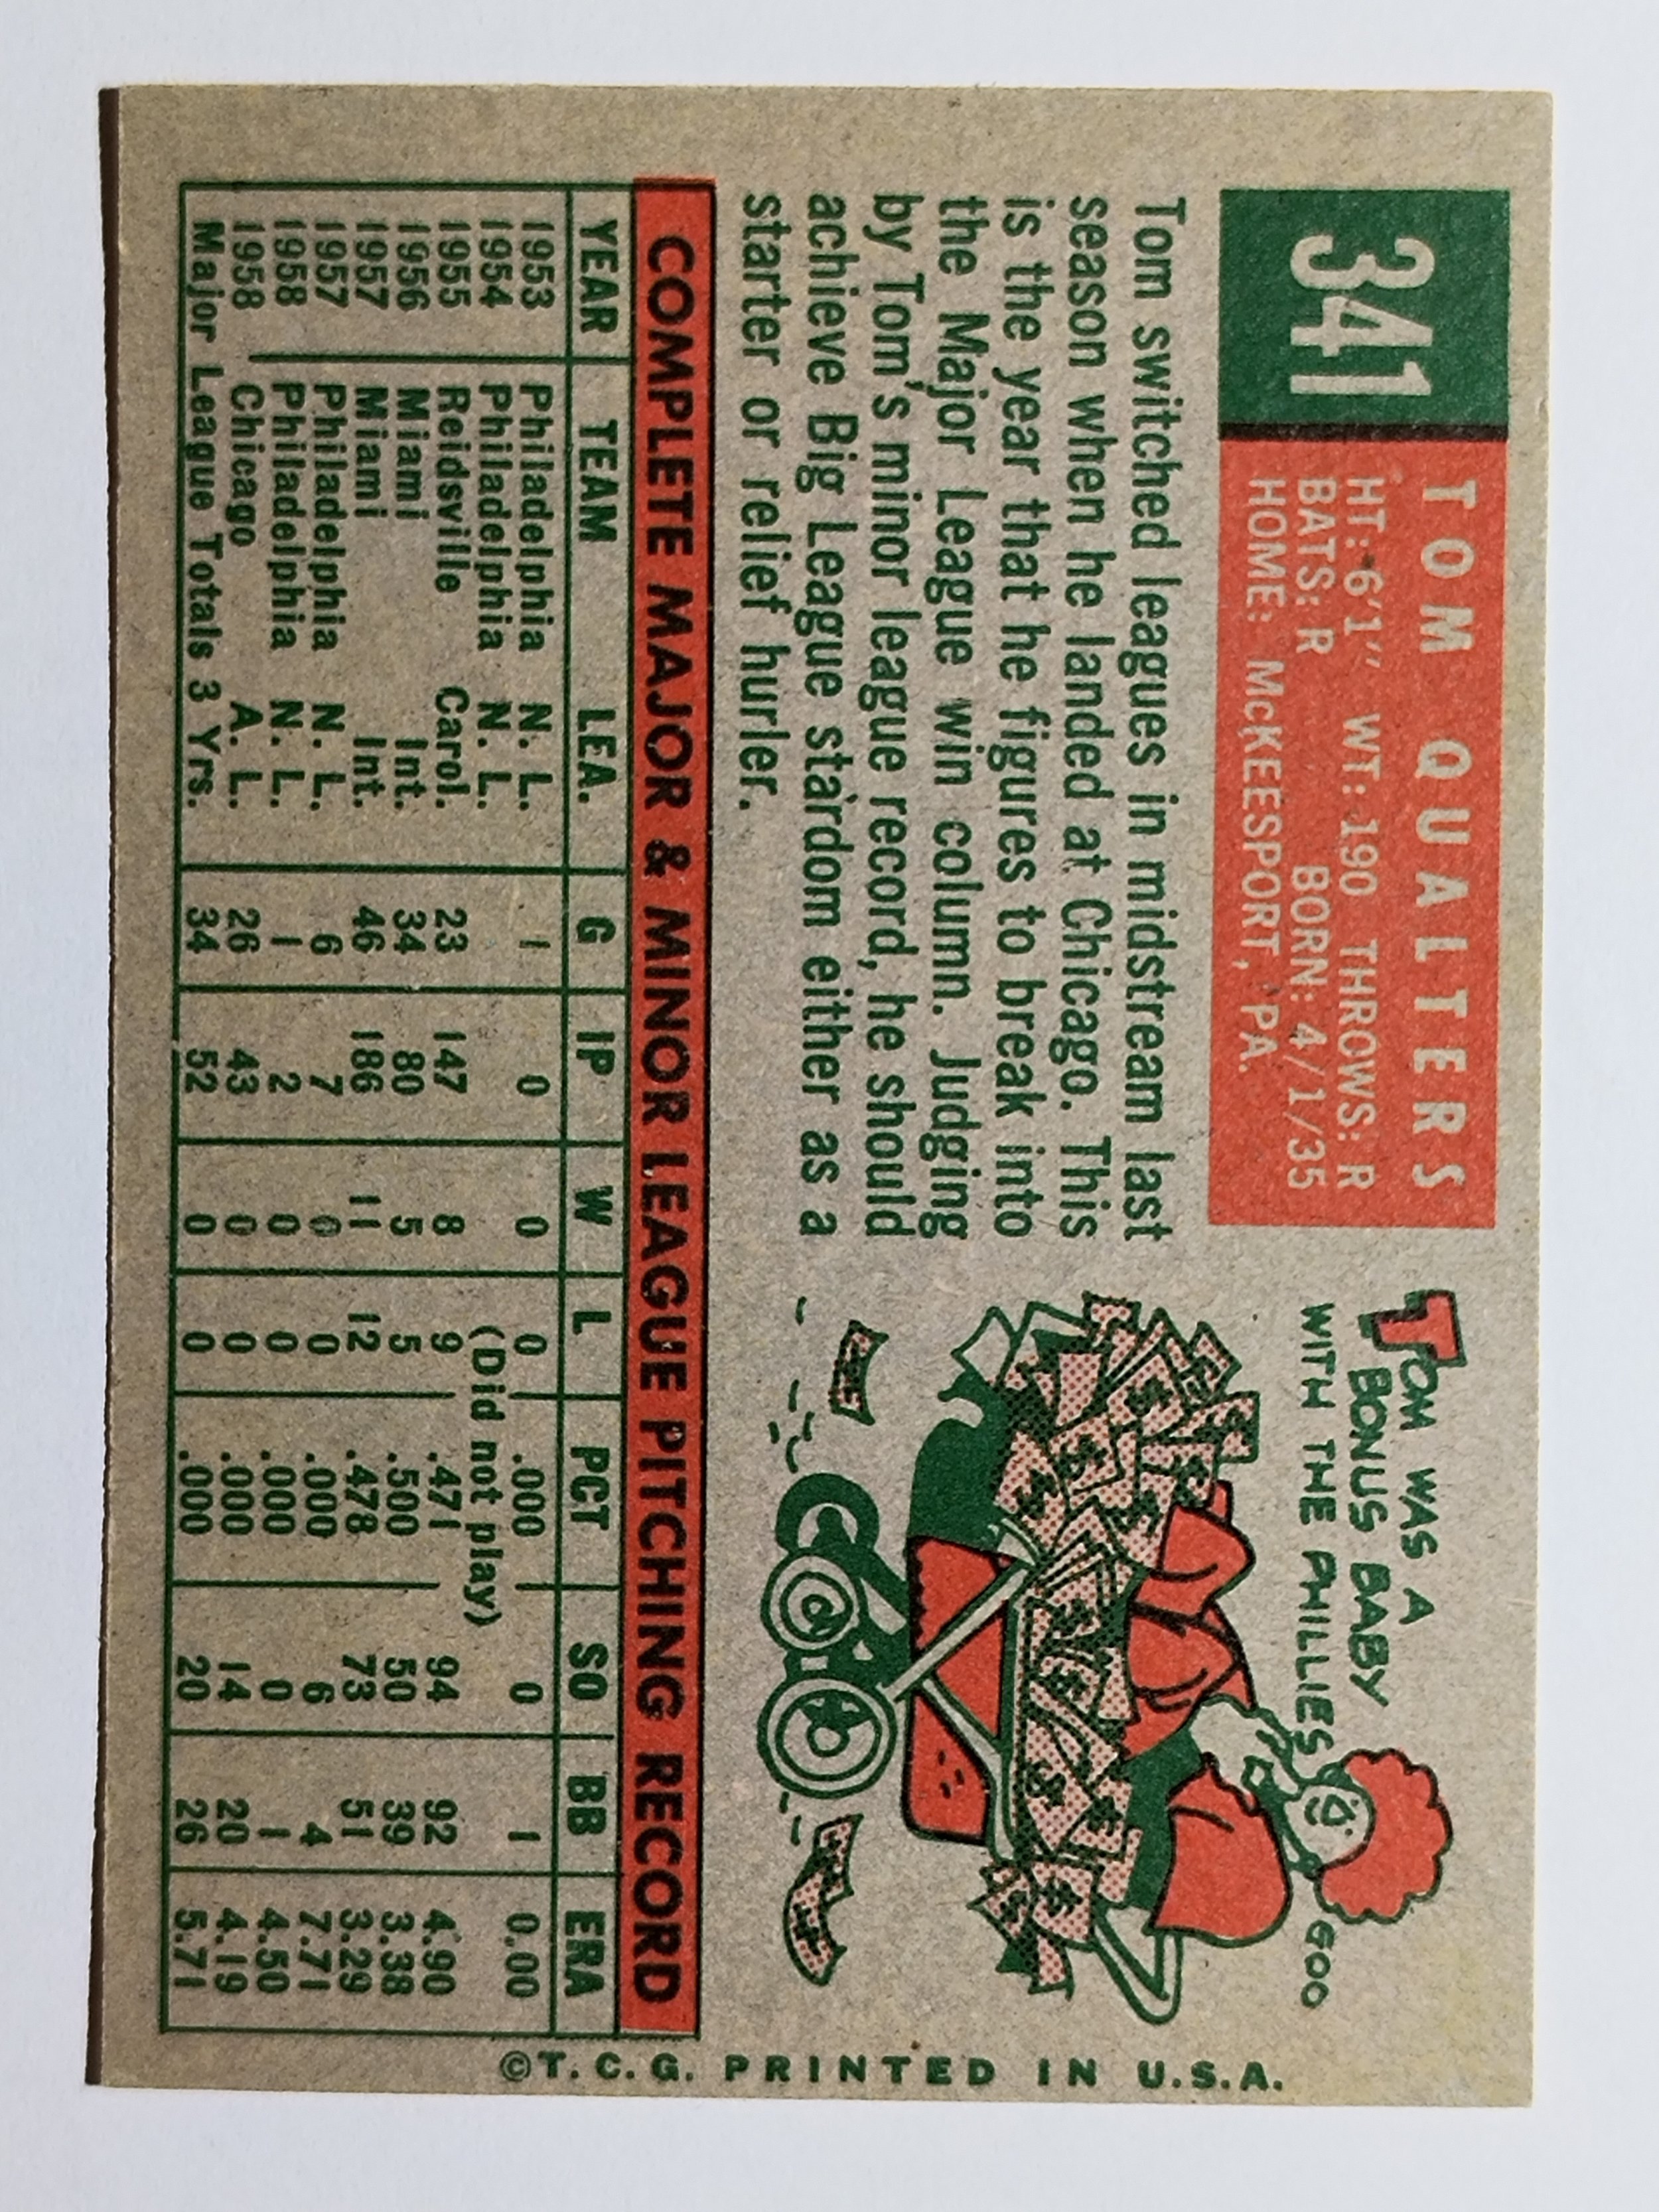 341
TOM QUALTERS
HT: 6'1" WT: 190 THROWS: R
BATS: R BORN: 4/1/35
HOME: McKEESPORT, PA.
Tom switched leagues in midstream last
season when he landed at Chicago. This
is the year that he figures to break into
the Major League win column. Judging
by Tom's minor league record, he should
achieve Big League stardom either as a
starter or relief hurler.
TOM WAS A
BONUS BABY
WITH THE PHILLIES
GOO
COMPLETE MAJOR & MINOR LEAGUE PITCHING RECORD
YEAR TEAM LEA. G IP W L PCT SO BB ERA
1953 Philadelphia N. L. 1 0 0 0 .000 0 1 0.00
1954 Philadelphia N. L. (Did not play)
1955 Reidsville Carol. 23 147 8 9 .471 94 92 4.90
1956 Miami Int. 34 80 5 5 .500 50 39 3.38
1957 Miami Int. 46 186 11 12 .478 73 51 3.29
1957 Philadelphia N. L. 6 7 0 0 .000 6 4 7.71
1958 Philadelphia N. L. 1 2 0 0 .000 0 1 4.50
1958 Chicago A. L. 26 43 0 0 .000 14 20 4.19
Major League Totals 3 Yrs. 34 52 0 0 .000 20 26 5.71
©T.C.G. PRINTED IN U.S.A.